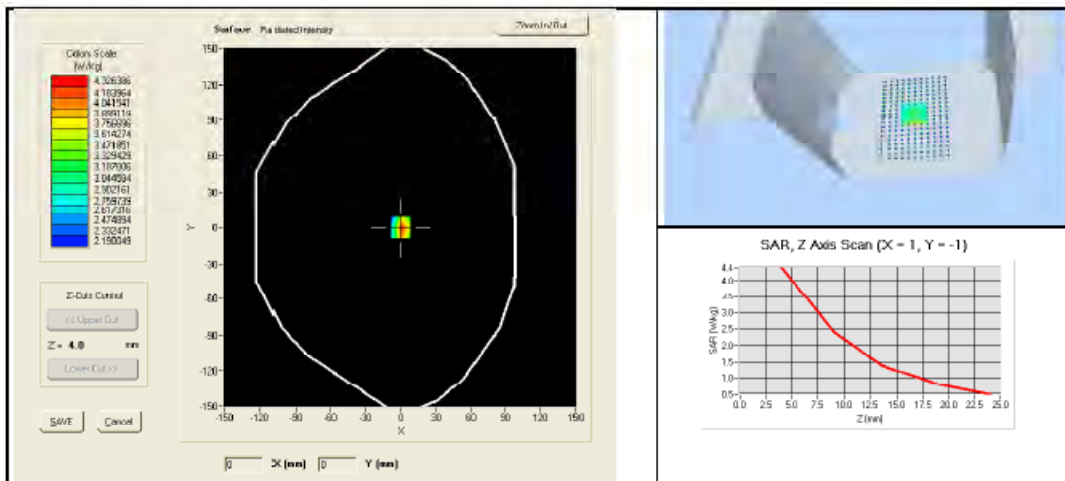 Surface Radiated Intensity
Zoom In/Out
Colors Scale
(W/Kg)
4.326386
4.183964
4.041541
3.899119
3.756696
3.614274
3.471851
3.329429
3.187006
3.044584
2.902161
2.759739
2.617316
2.474894
2.332471
2.190049
150
120
90
60
30
0
-30
-60
-90
-120
-150
Y
-150 -120 -90 -60 -30 0 30 60 90 120 150
X
Z-Cuts Control
<< Upper Cut
Z = 4.0 mm
Lower Cut >>
SAVE Cancel
0 X (mm) 0 Y (mm)
SAR, Z Axis Scan (X = 1, Y = -1)
SAR (W/kg)
4.4
4.0
3.5
3.0
2.5
2.0
1.5
1.0
0.5
0.0 2.5 5.0 7.5 10.0 12.5 15.0 17.5 20.0 22.5 25.0
Z (mm)